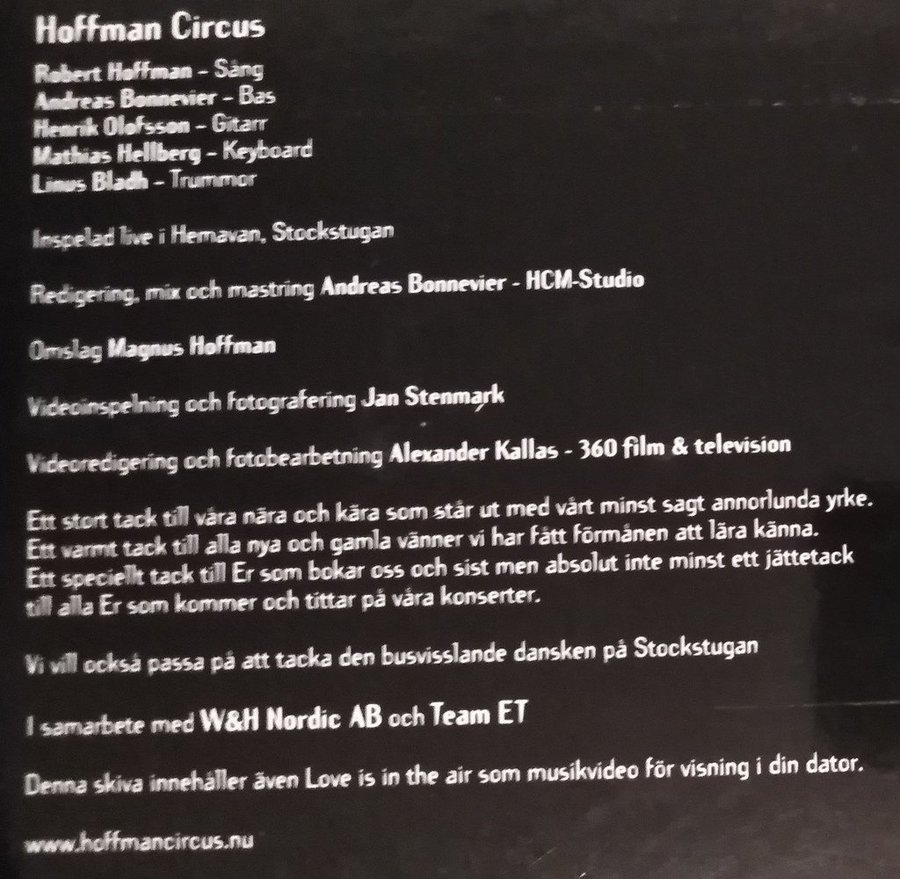 Hoffman Circus
Robert Hoffman – Sång
Andreas Bonnevier – Bas
Henrik Olofsson – Gitarr
Mathias Hellberg – Keyboard
Linus Bladh – Trummor
Inspelad live i Hemavan, Stockstugan
Redigering, mix och mastring Andreas Bonnevier - HCM-Studio
Omslag Magnus Hoffman
Videoinspelning och fotografering Jan Stenmark
Videoredigering och fotobearbetning Alexander Kallas - 360 film & television
Ett stort tack till våra nära och kära som står ut med vårt minst sagt annorlunda yrke.
Ett varmt tack till alla nya och gamla vänner vi har fått förmånen att lära känna.
Ett speciellt tack till Er som bokar oss och sist men absolut inte minst ett jättetack
till alla Er som kommer och tittar på våra konserter.
Vi vill också passa på att tacka den busvisslande dansken på Stockstugan
I samarbete med W&H Nordic AB och Team ET
Denna skiva innehåller även Love is in the air som musikvideo för visning i din dator.
www.hoffmancircus.nu